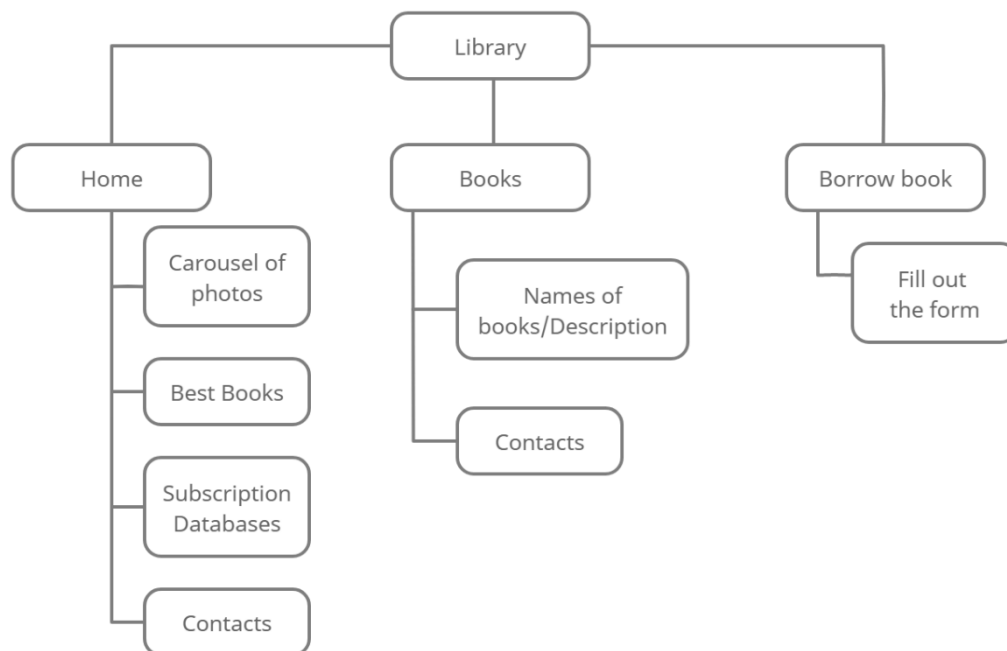 Library
Home
Books
Borrow book
Carousel of
photos
Best Books
Subscription
Databases
Contacts
Names of
books/Description
Contacts
Fill out
the form